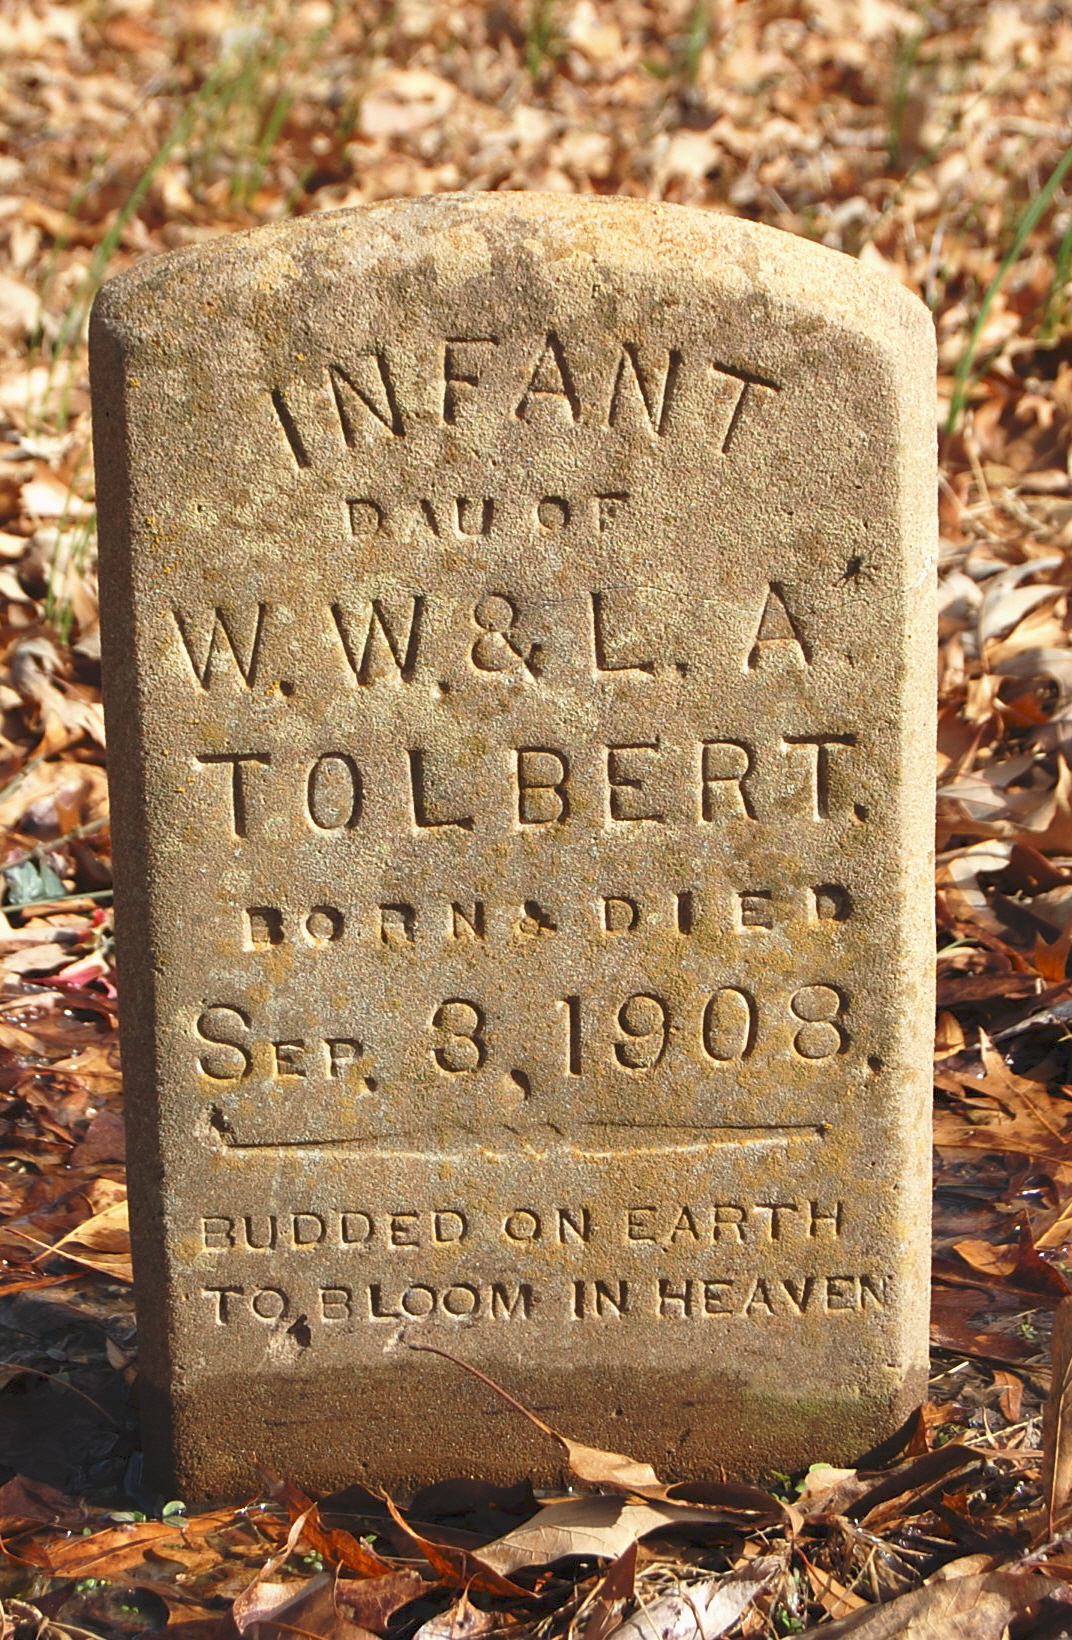 INFANT
DAU OF
W. W. & L. A.
TOLBERT.
BORN & DIED
SEP. 3, 1908.
BUDDED ON EARTH
TO BLOOM IN HEAVEN